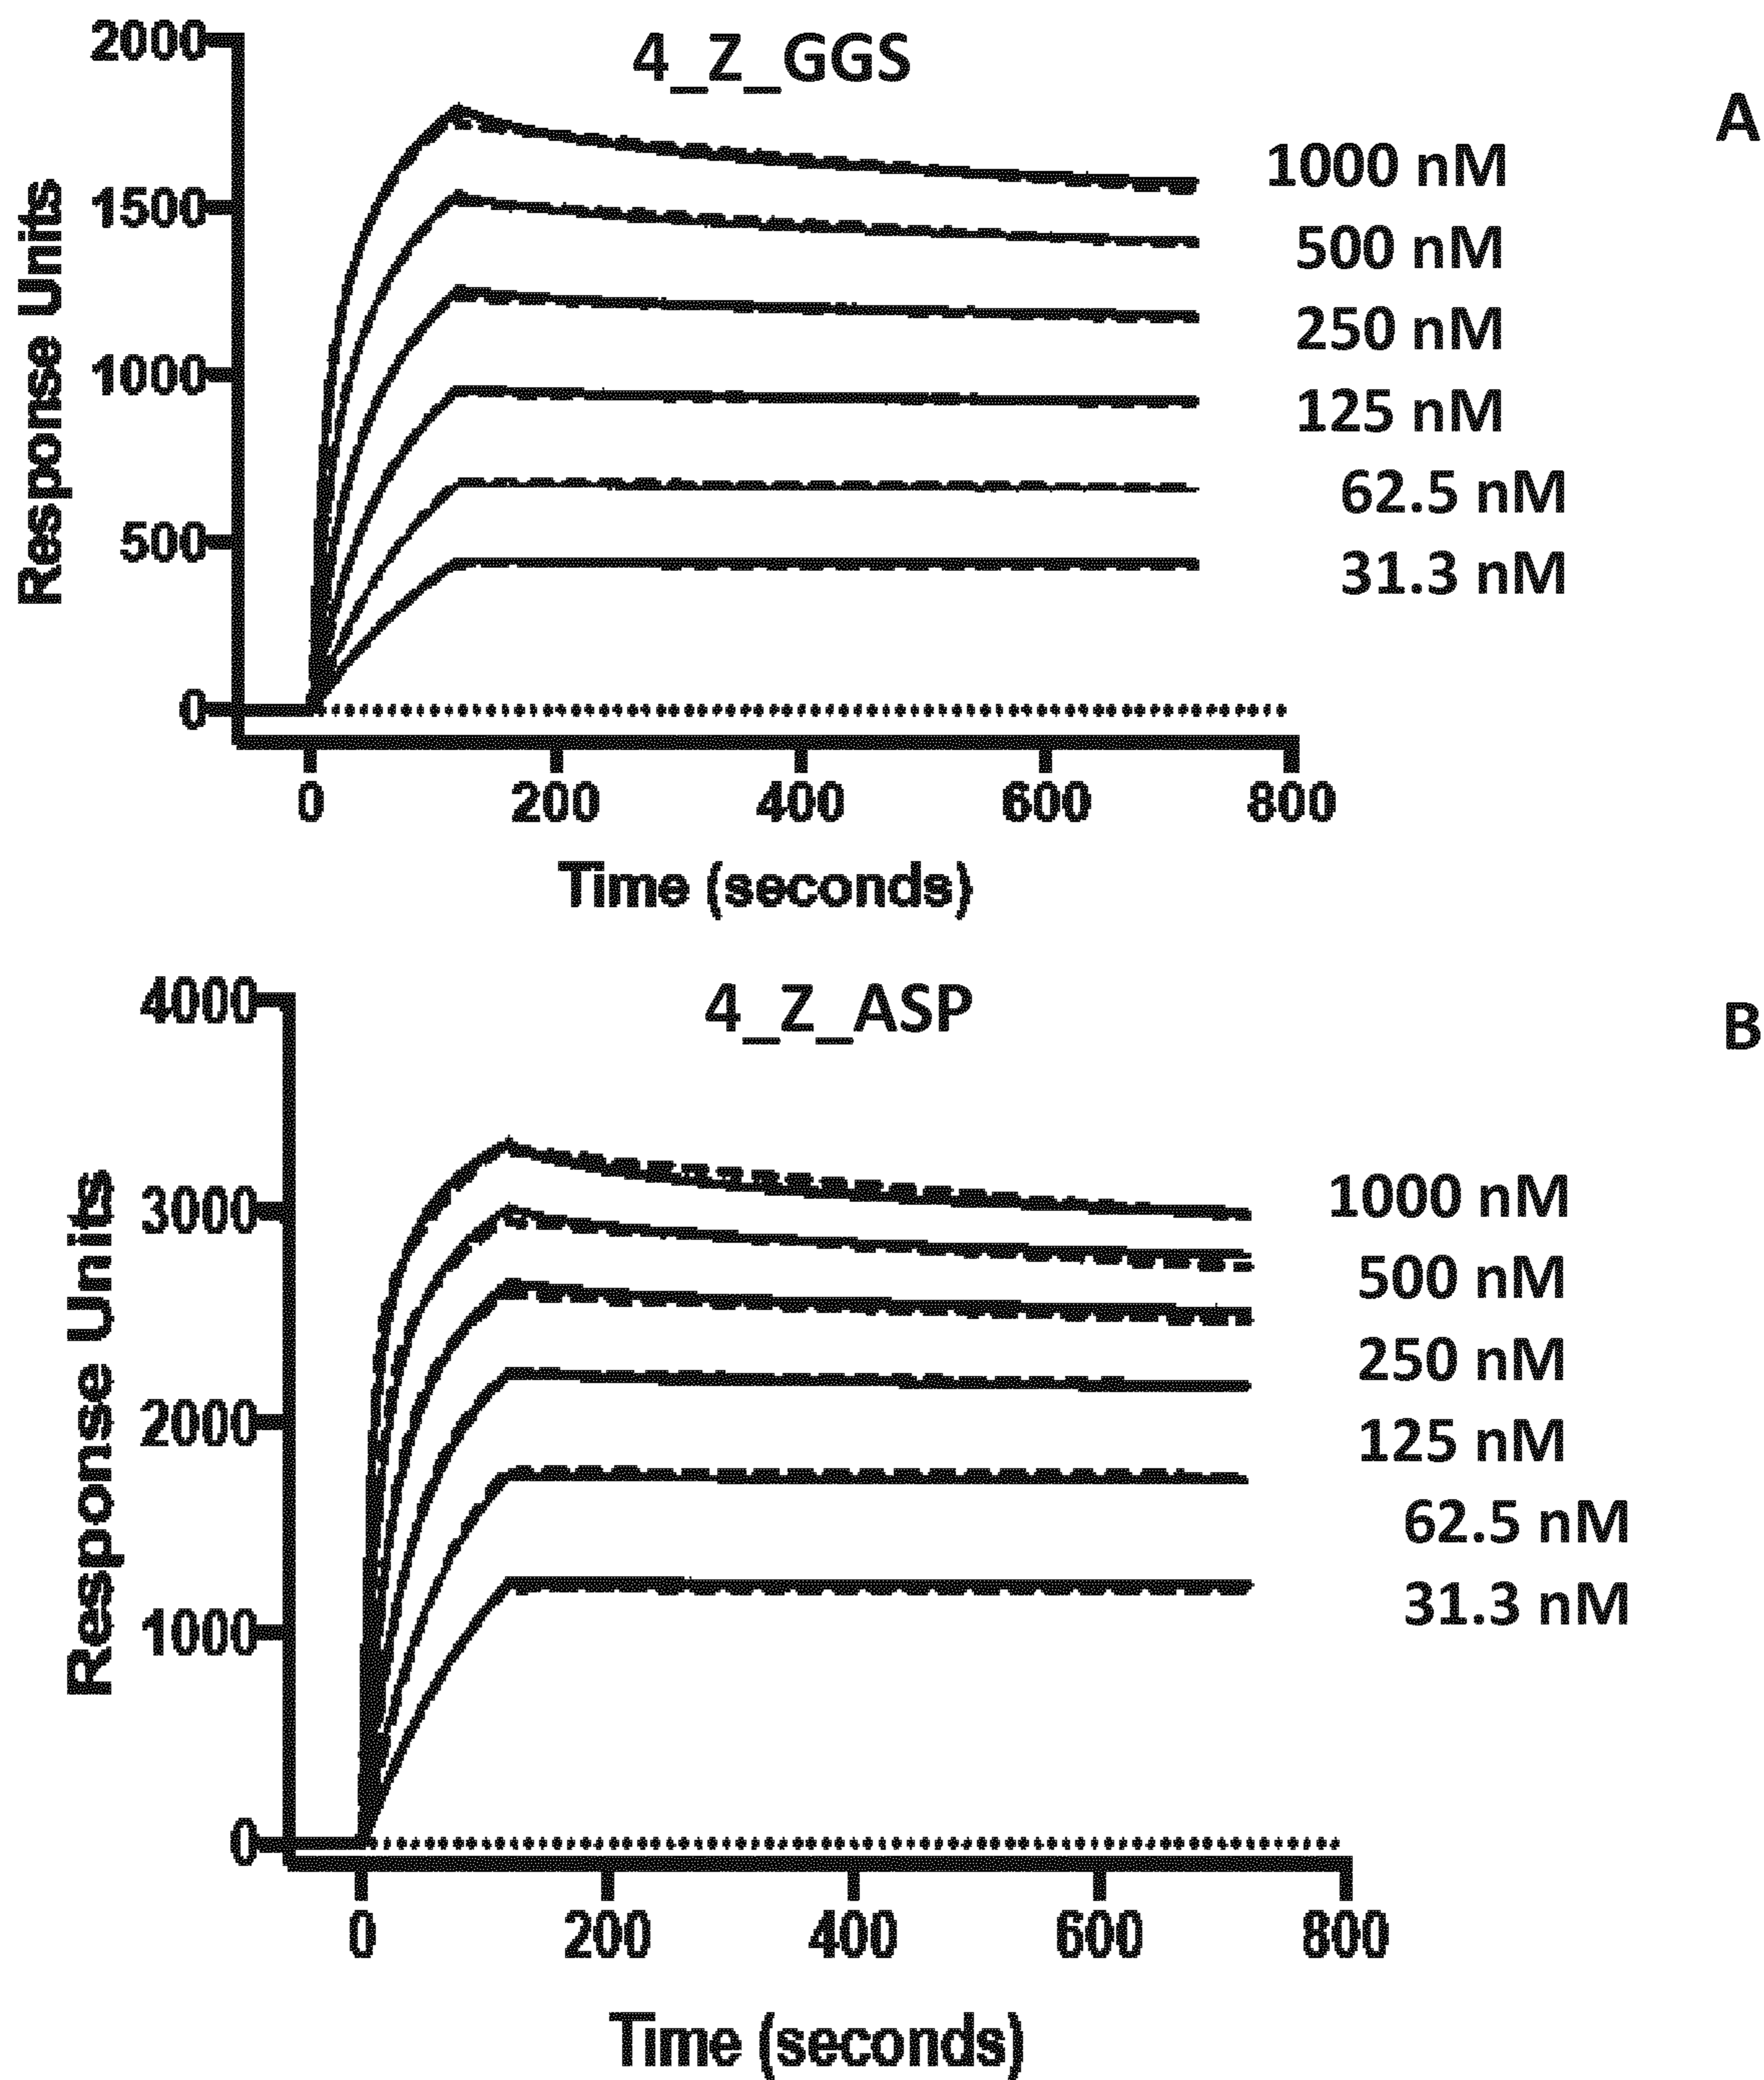 4_Z_GGS
A
Response Units
2000
1500
1000
500
0
1000 nM
500 nM
250 nM
125 nM
62.5 nM
31.3 nM
0 200 400 600 800
Time (seconds)
4_Z_ASP
B
Response Units
4000
3000
2000
1000
0
1000 nM
500 nM
250 nM
125 nM
62.5 nM
31.3 nM
0 200 400 600 800
Time (seconds)